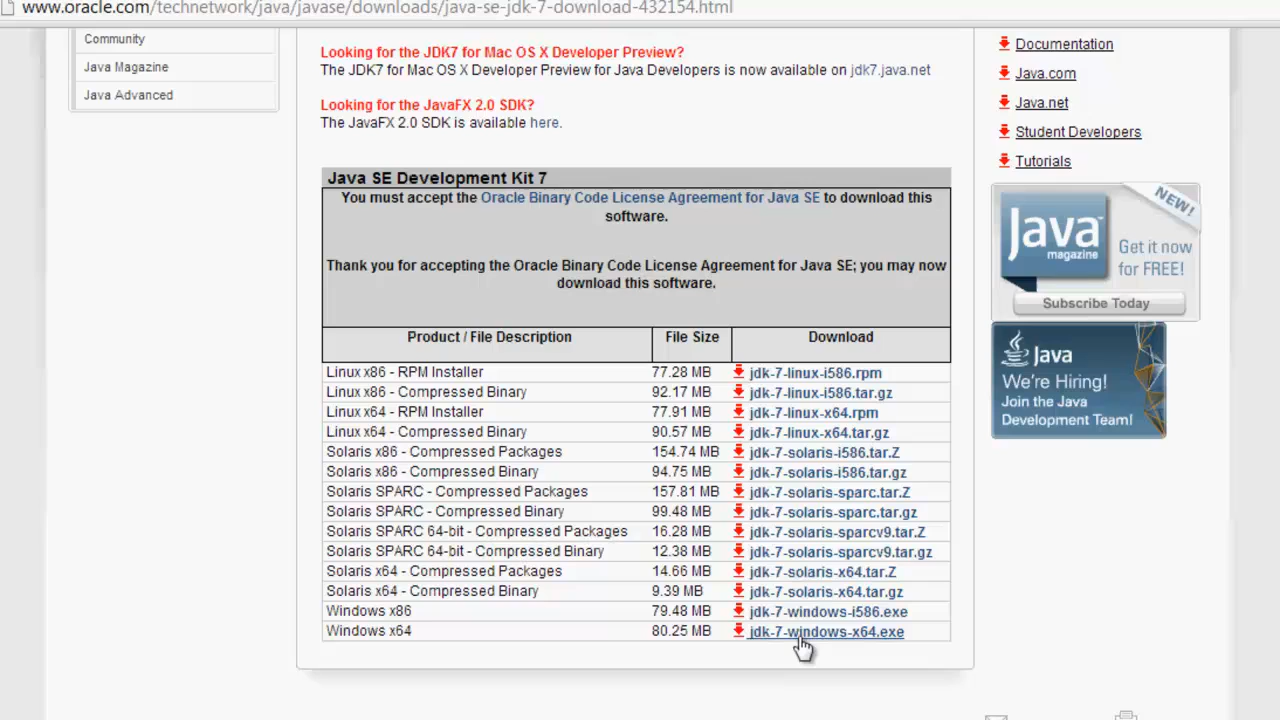 www.oracle.com/technetwork/java/javase/downloads/java-se-jdk-7-download-432154.html
Community
Java Magazine
Java Advanced
Looking for the JDK7 for Mac OS X Developer Preview?
The JDK7 for Mac OS X Developer Preview for Java Developers is now available on jdk7.java.net
Looking for the JavaFX 2.0 SDK?
The JavaFX 2.0 SDK is available here.
Java SE Development Kit 7
You must accept the Oracle Binary Code License Agreement for Java SE to download this
software.
Thank you for accepting the Oracle Binary Code License Agreement for Java SE; you may now
download this software.
Product / File Description File Size Download
Linux x86 - RPM Installer 77.28 MB jdk-7-linux-i586.rpm
Linux x86 - Compressed Binary 92.17 MB jdk-7-linux-i586.tar.gz
Linux x64 - RPM Installer 77.91 MB jdk-7-linux-x64.rpm
Linux x64 - Compressed Binary 90.57 MB jdk-7-linux-x64.tar.gz
Solaris x86 - Compressed Packages 154.74 MB jdk-7-solaris-i586.tar.Z
Solaris x86 - Compressed Binary 94.75 MB jdk-7-solaris-i586.tar.gz
Solaris SPARC - Compressed Packages 157.81 MB jdk-7-solaris-sparc.tar.Z
Solaris SPARC - Compressed Binary 99.48 MB jdk-7-solaris-sparc.tar.gz
Solaris SPARC 64-bit - Compressed Packages 16.28 MB jdk-7-solaris-sparcv9.tar.Z
Solaris SPARC 64-bit - Compressed Binary 12.38 MB jdk-7-solaris-sparcv9.tar.gz
Solaris x64 - Compressed Packages 14.66 MB jdk-7-solaris-x64.tar.Z
Solaris x64 - Compressed Binary 9.39 MB jdk-7-solaris-x64.tar.gz
Windows x86 79.48 MB jdk-7-windows-i586.exe
Windows x64 80.25 MB jdk-7-windows-x64.exe
Documentation
Java.com
Java.net
Student Developers
Tutorials
NEW!
Java™
magazine
Get it now
for FREE!
Subscribe Today
Java
We're Hiring!
Join the Java
Development Team!